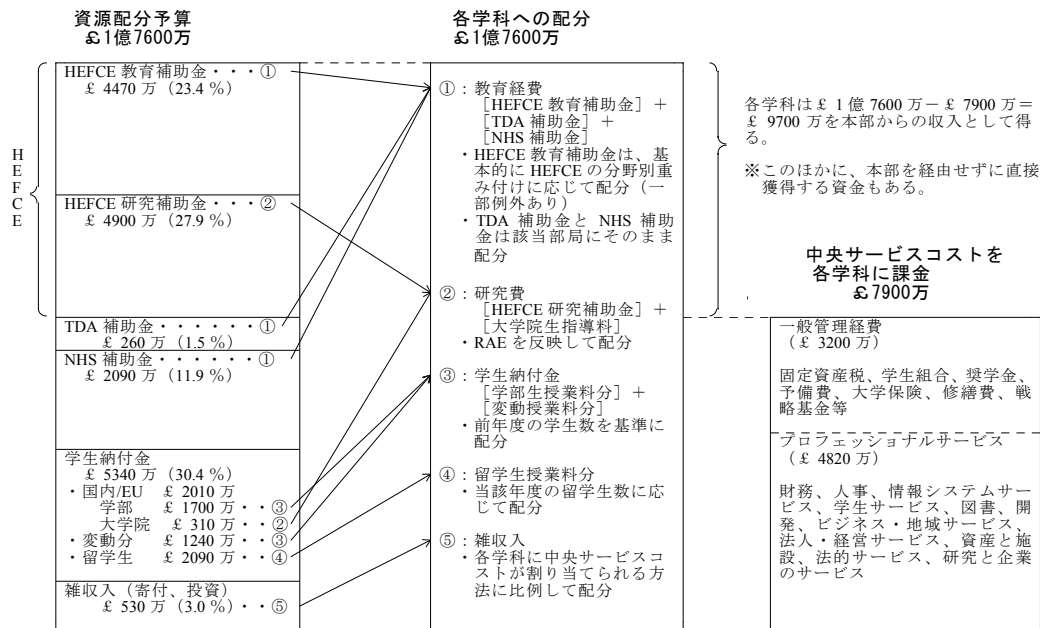 資源配分予算
£1億7600万
HEFCE 教育補助金・・・①
£ 4470 万 (23.4 %)
HEFCE
HEFCE 研究補助金・・・②
£ 4900 万 (27.9 %)
TDA 補助金・・・・・・①
£ 260 万 (1.5 %)
NHS 補助金・・・・・・①
£ 2090 万 (11.9 %)
学生納付金
£ 5340 万 (30.4 %)
・国内/EU £ 2010 万
学部 £ 1700 万・・③
大学院 £ 310 万・・②
・変動分 £ 1240 万・・③
・留学生 £ 2090 万・・④
雑収入(寄付、投資)
£ 530 万 (3.0 %)・・⑤
各学科への配分
£1億7600万
①:教育経費
[HEFCE 教育補助金]+
[TDA 補助金] +
[NHS 補助金]
・HEFCE 教育補助金は、基
本的に HEFCE の分野別重
み付けに応じて配分(一
部例外あり)
・TDA 補助金と NHS 補助
金は該当部局にそのまま
配分
②:研究費
[HEFCE 研究補助金]+
[大学院生指導料]
・RAE を反映して配分
③:学生納付金
[学部生授業料分]+
[変動授業料分]
・前年度の学生数を基準に
配分
④:留学生授業料分
・当該年度の留学生数に応
じて配分
⑤:雑収入
・各学科に中央サービスコ
ストが割り当てられる方
法に比例して配分
各学科は£ 1 億 7600 万-£ 7900 万=
£ 9700 万を本部からの収入として得
る。
※このほかに、本部を経由せずに直接
獲得する資金もある。
中央サービスコストを
各学科に課金
£7900万
一般管理経費
(£ 3200 万)
固定資産税、学生組合、奨学金、
予備費、大学保険、修繕費、戦
略基金等
プロフェッショナルサービス
(£ 4820 万)
財務、人事、情報システムサー
ビス、学生サービス、図書、開
発、ビジネス・地域サービス、
法人・経営サービス、資産と施
設、法的サービス、研究と企業
のサービス